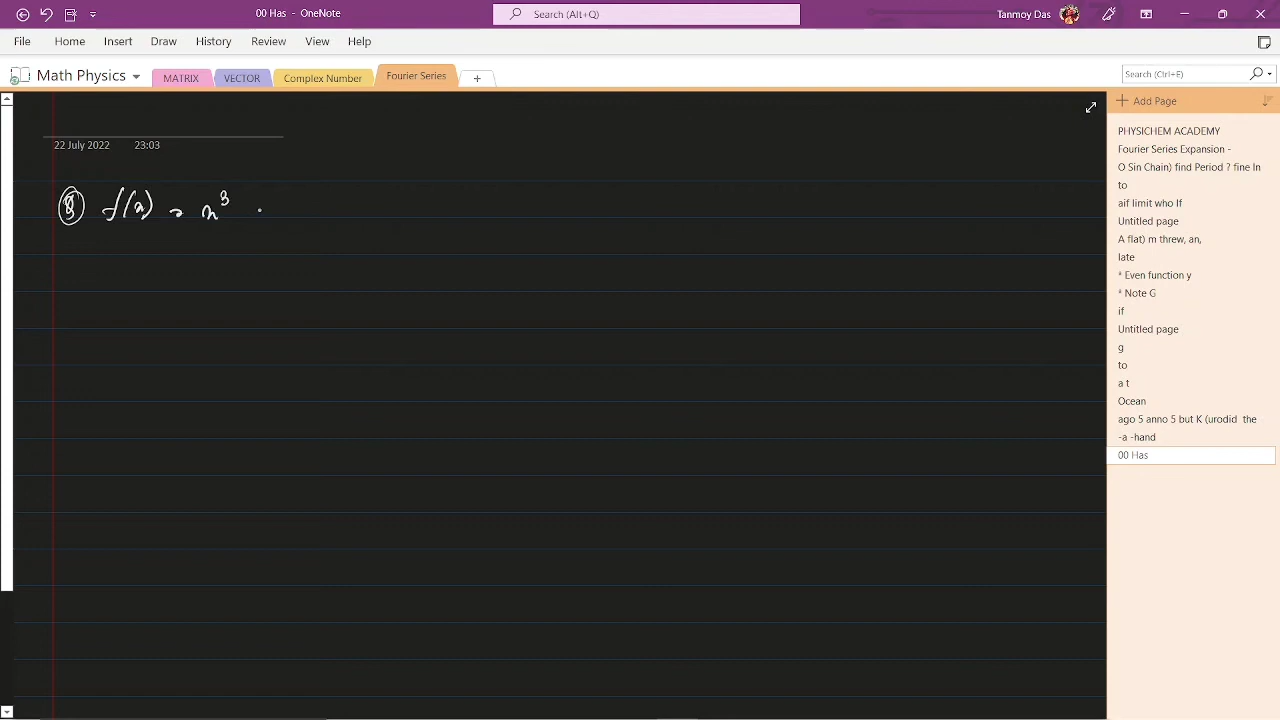 00 Has - OneNote
Search (Alt+Q)
Tanmoy Das
File Home Insert Draw History Review View Help
Math Physics
MATRIX
VECTOR
Complex Number
Fourier Series
+
Search (Ctrl+E)
22 July 2022 23:03
f(x) = x³
Add Page
PHYSICHEM ACADEMY
Fourier Series Expansion -
O Sin Chain) find Period ? fine In
to
aif limit who If
Untitled page
A flat) m threw, an,
late
* Even function y
* Note G
if
Untitled page
g
to
a t
Ocean
ago 5 anno 5 but K (urodid the
-a -hand
00 Has